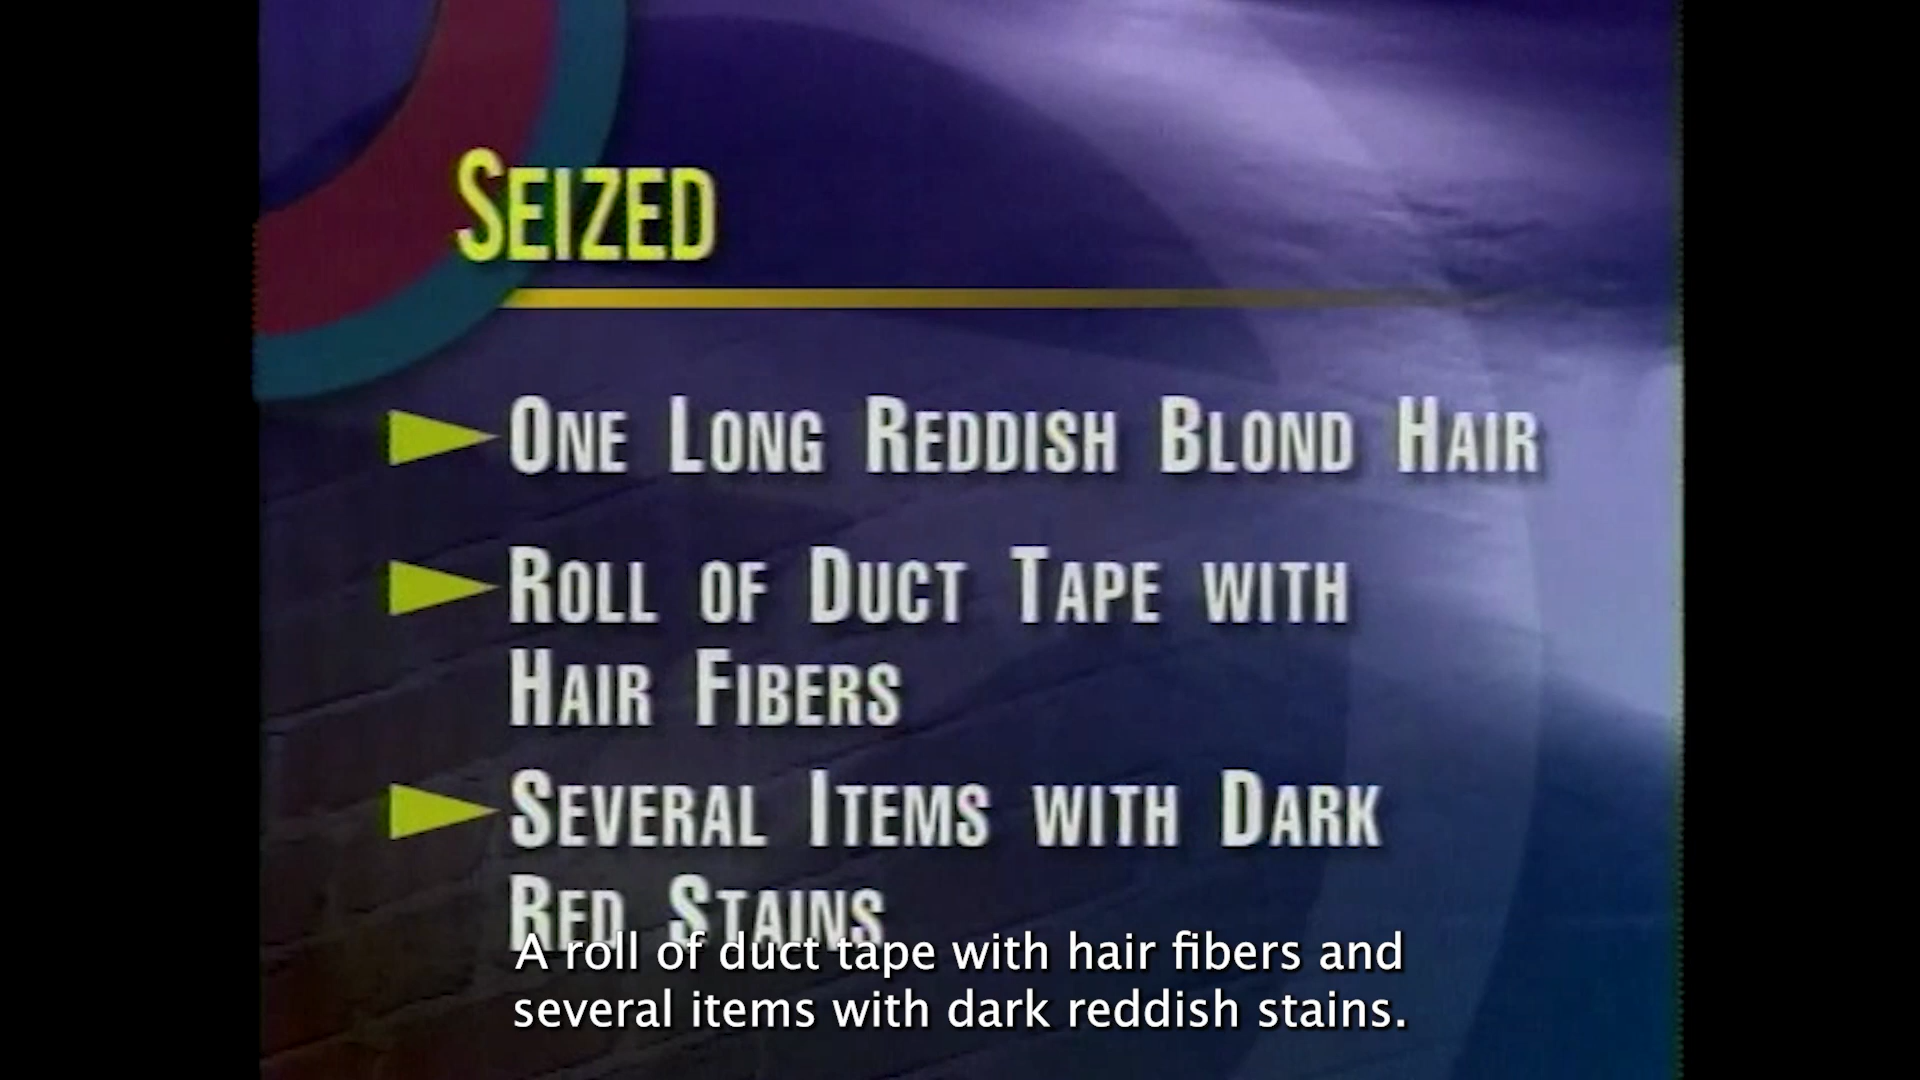 SEIZED
ONE LONG REDDISH BLOND HAIR
ROLL OF DUCT TAPE WITH
HAIR FIBERS
SEVERAL ITEMS WITH DARK
RED STAINS
A roll of duct tape with hair fibers and
several items with dark reddish stains.